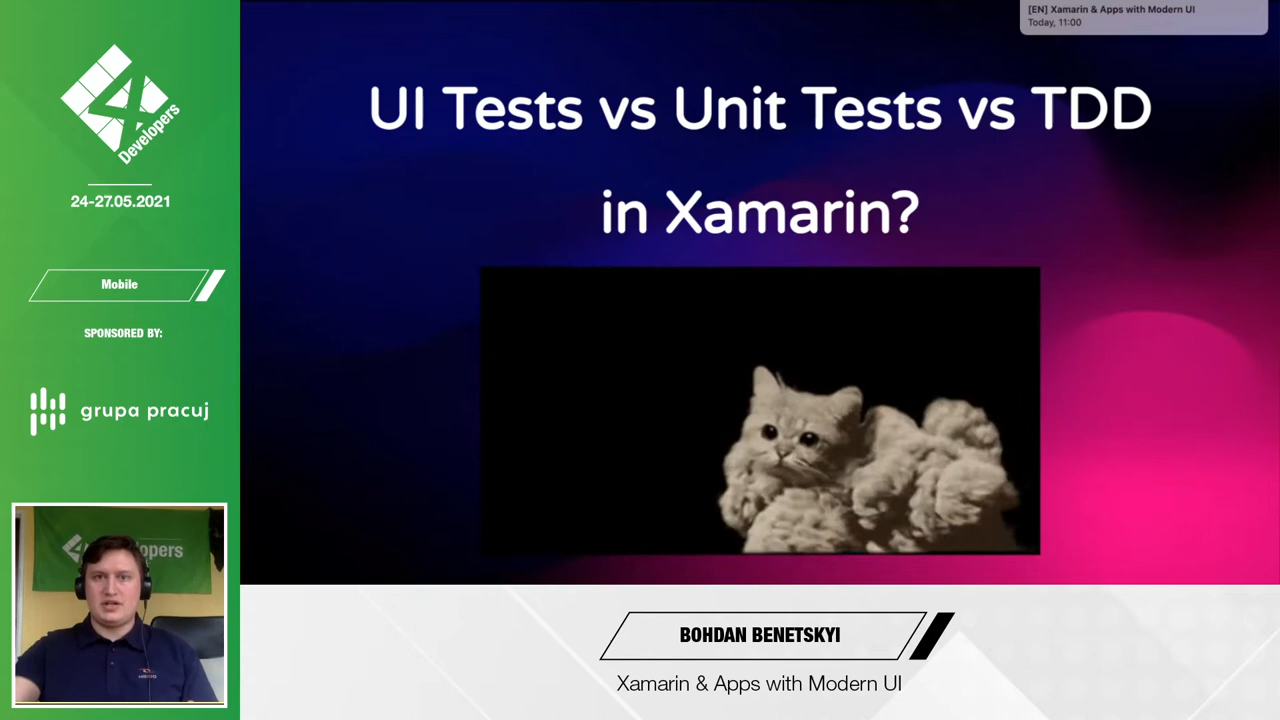 4
Developers
24-27.05.2021
Mobile
SPONSORED BY:
grupa pracuj
[EN] Xamarin & Apps with Modern UI
Today, 11:00
UI Tests vs Unit Tests vs TDD
in Xamarin?
BOHDAN BENETSKYI
Xamarin & Apps with Modern UI